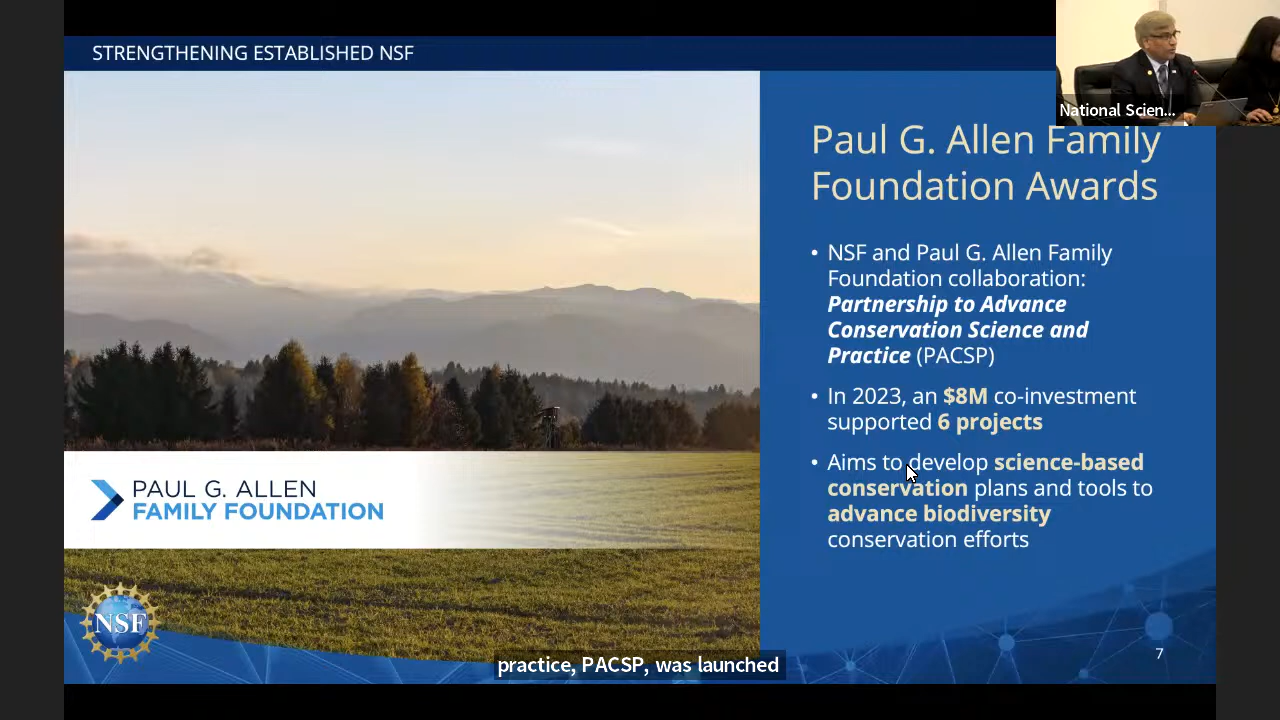 STRENGTHENING ESTABLISHED NSF
National Scien...
Paul G. Allen Family
Foundation Awards
• NSF and Paul G. Allen Family
Foundation collaboration:
Partnership to Advance
Conservation Science and
Practice (PACSP)
• In 2023, an $8M co-investment
supported 6 projects
• Aims to develop science-based
conservation plans and tools to
advance biodiversity
conservation efforts
PAUL G. ALLEN
FAMILY FOUNDATION
NSF
practice, PACSP, was launched
7